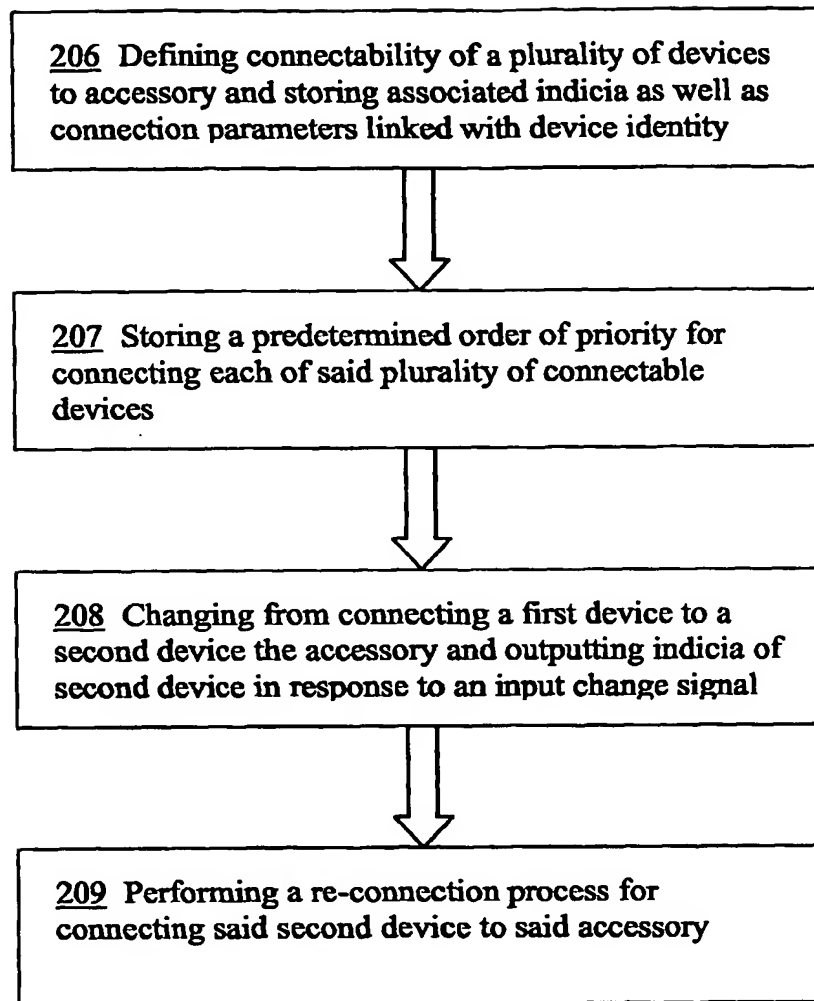 206 Defining connectability of a plurality of devices
to accessory and storing associated indicia as well as
connection parameters linked with device identity
207 Storing a predetermined order of priority for
connecting each of said plurality of connectable
devices
208 Changing from connecting a first device to a
second device the accessory and outputting indicia of
second device in response to an input change signal
209 Performing a re-connection process for
connecting said second device to said accessory